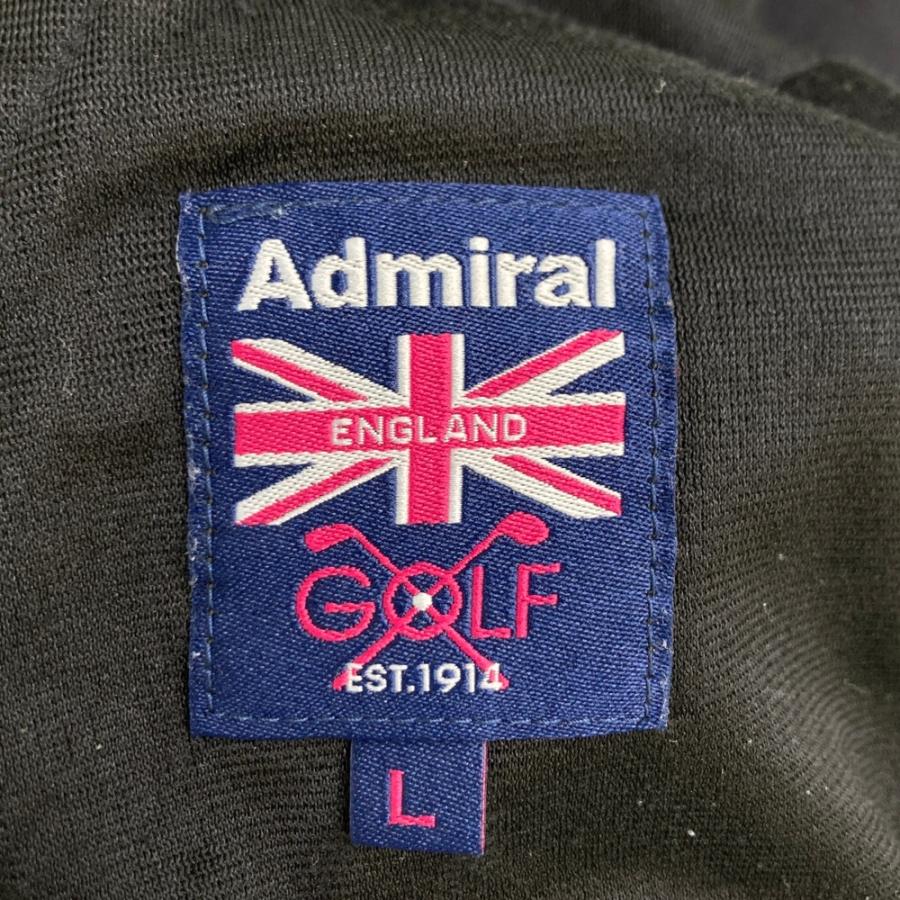 Admiral
ENGLAND
GOLF
EST.1914
L